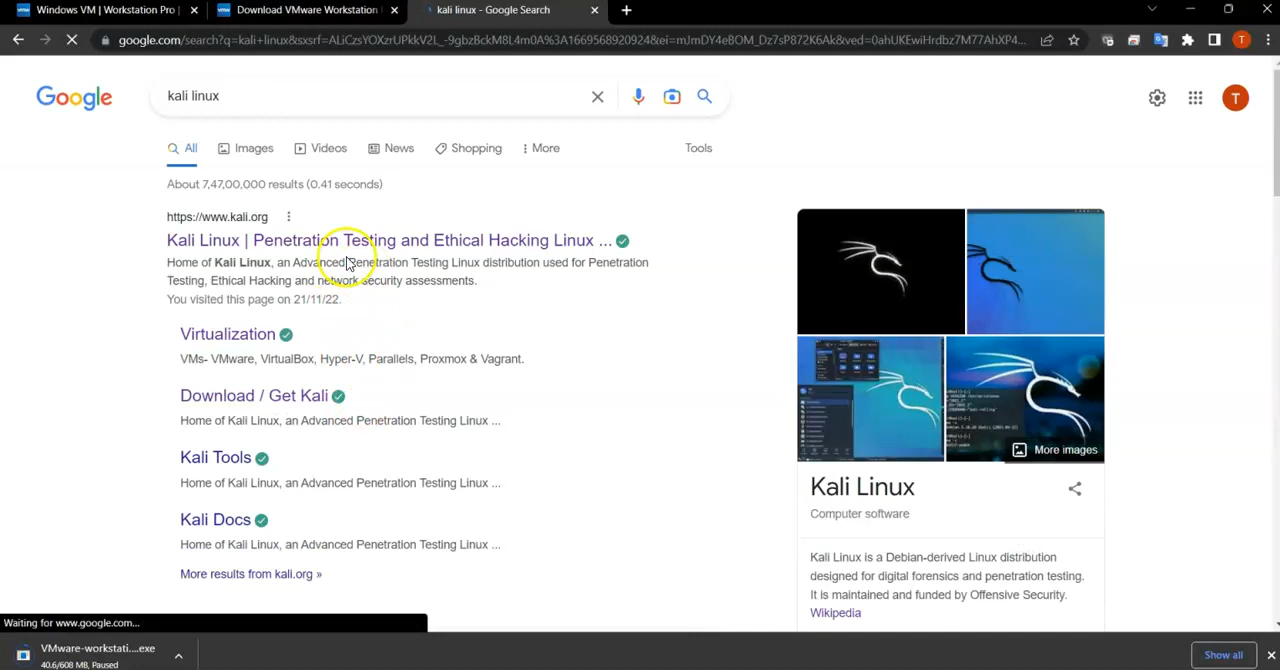 Windows VM | Workstation Pro |
Download VMware Workstation
kali linux - Google Search
google.com/search?q=kali+linux&sxsrf=ALiCzsYOXzrUPkkV2L_-9gbzBckM8L4m0A%3A1669568920924&ei=mJmDY4eBOM_Dz7sP872K6Ak&ved=0ahUKEwiHrdbz7M77AhXP4...
T
Google
kali linux
T
All
Images
Videos
News
Shopping
More
Tools
About 7,47,00,000 results (0.41 seconds)
https://www.kali.org
Kali Linux | Penetration Testing and Ethical Hacking Linux ...
Home of Kali Linux, an Advanced Penetration Testing Linux distribution used for Penetration
Testing, Ethical Hacking and network security assessments.
You visited this page on 21/11/22.
Virtualization
VMs- VMware, VirtualBox, Hyper-V, Parallels, Proxmox & Vagrant.
Download / Get Kali
Home of Kali Linux, an Advanced Penetration Testing Linux ...
Kali Tools
Home of Kali Linux, an Advanced Penetration Testing Linux ...
Kali Docs
Home of Kali Linux, an Advanced Penetration Testing Linux ...
More results from kali.org »
More images
Kali Linux
Computer software
Kali Linux is a Debian-derived Linux distribution
designed for digital forensics and penetration testing.
It is maintained and funded by Offensive Security.
Wikipedia
Waiting for www.google.com...
VMware-workstati....exe
40.6/608 MB, Paused
Show all